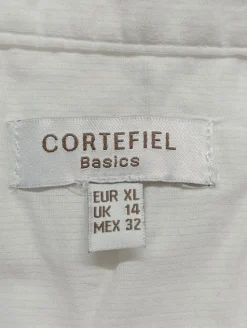 CORTEFIEL
Basics
EUR XL
UK 14
MEX 32